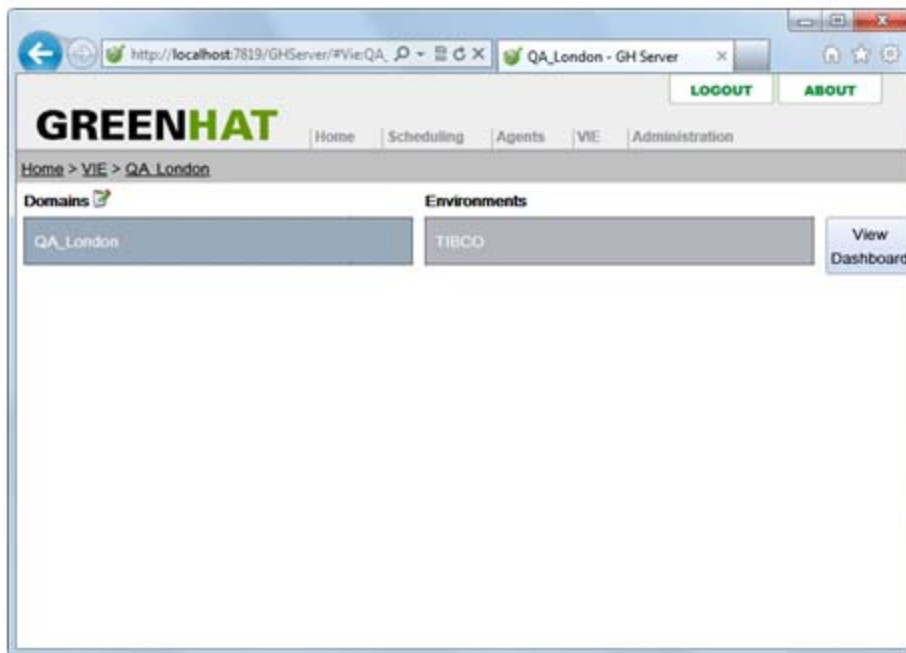 http://localhost:7819/GHServer/#Vie:QA_
QA_London - GH Server
LOGOUT
ABOUT
GREENHAT
Home
Scheduling
Agents
VIE
Administration
Home > VIE > QA_London
Domains
Environments
QA_London
TIBCO
View
Dashboard